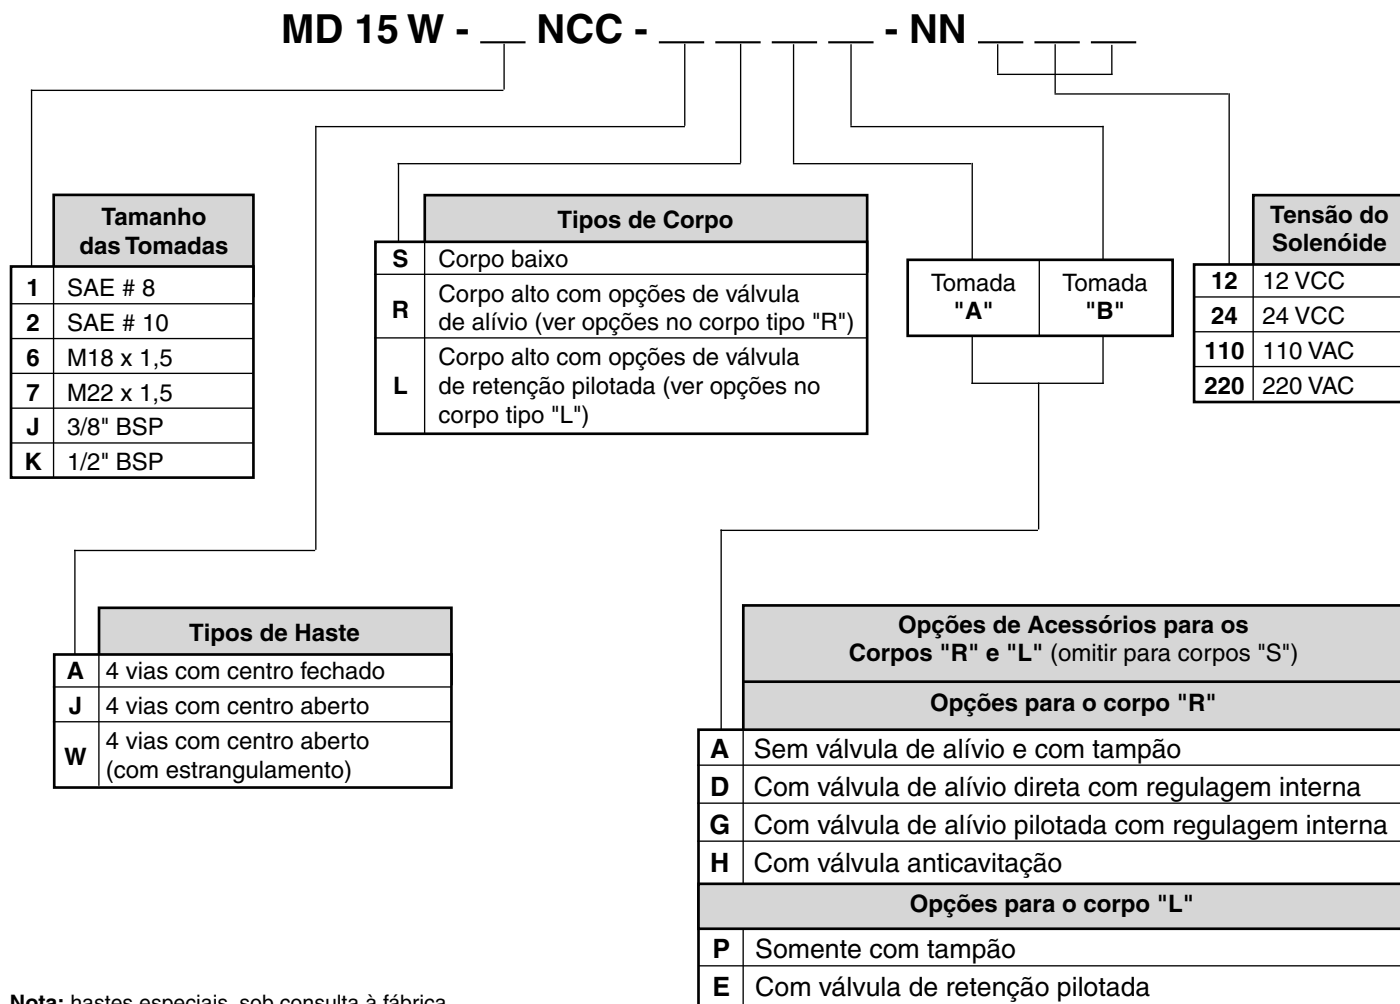 MD 15 W - __ NCC - __ __ __ __ - NN __ __ __
Tamanho
das Tomadas
1 SAE # 8
2 SAE # 10
6 M18 x 1,5
7 M22 x 1,5
J 3/8" BSP
K 1/2" BSP
Tipos de Corpo
S Corpo baixo
R Corpo alto com opções de válvula
de alívio (ver opções no corpo tipo "R")
L Corpo alto com opções de válvula
de retenção pilotada (ver opções no
corpo tipo "L")
Tomada
"A"
Tomada
"B"
Tensão do
Solenóide
12 12 VCC
24 24 VCC
110 110 VAC
220 220 VAC
Tipos de Haste
A 4 vias com centro fechado
J 4 vias com centro aberto
W 4 vias com centro aberto
(com estrangulamento)
Opções de Acessórios para os
Corpos "R" e "L" (omitir para corpos "S")
Opções para o corpo "R"
A Sem válvula de alívio e com tampão
D Com válvula de alívio direta com regulagem interna
G Com válvula de alívio pilotada com regulagem interna
H Com válvula anticavitação
Opções para o corpo "L"
P Somente com tampão
E Com válvula de retenção pilotada
Nota: hastes especiais, sob consulta à fábrica